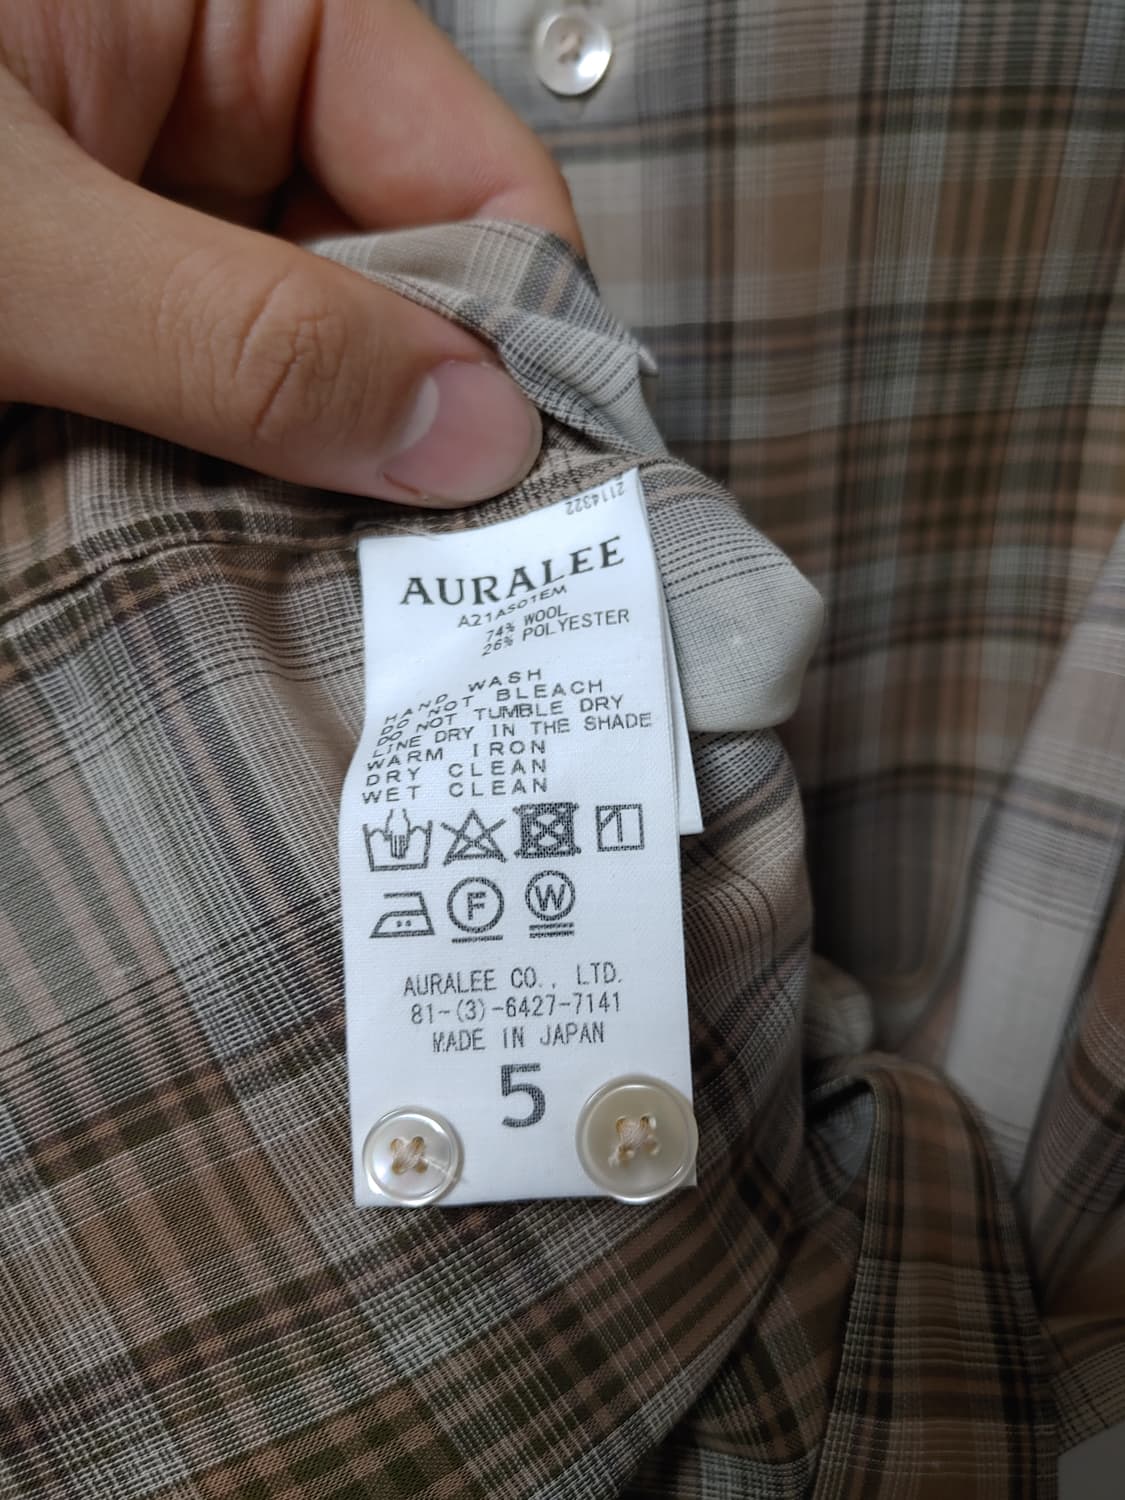 2114322
AURALEE
A21AS01EM
74% WOOL
26% POLYESTER
HAND WASH
DO NOT BLEACH
DO NOT TUMBLE DRY
LINE DRY IN THE SHADE
WARM IRON
DRY CLEAN
WET CLEAN
F W
AURALEE CO., LTD.
81-(3)-6427-7141
MADE IN JAPAN
5